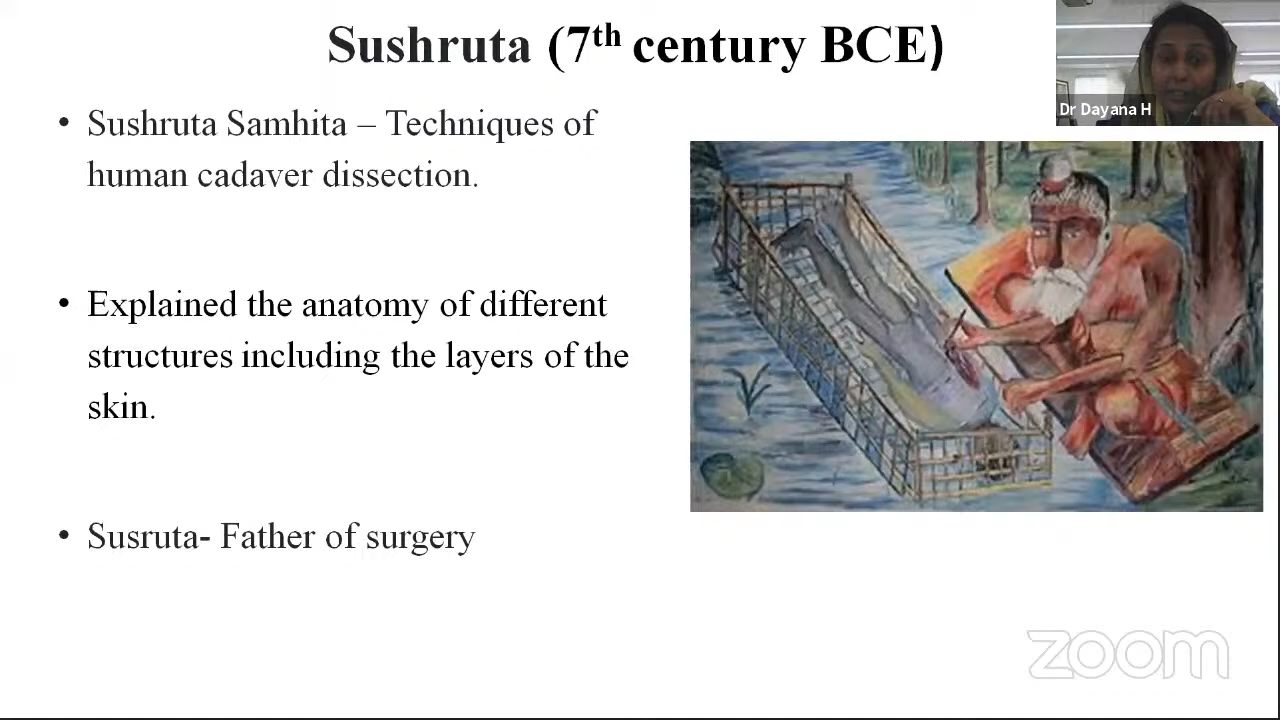 Sushruta (7th century BCE)
Dr Dayana H
• Sushruta Samhita – Techniques of
human cadaver dissection.
• Explained the anatomy of different
structures including the layers of the
skin.
• Susruta- Father of surgery
zoom